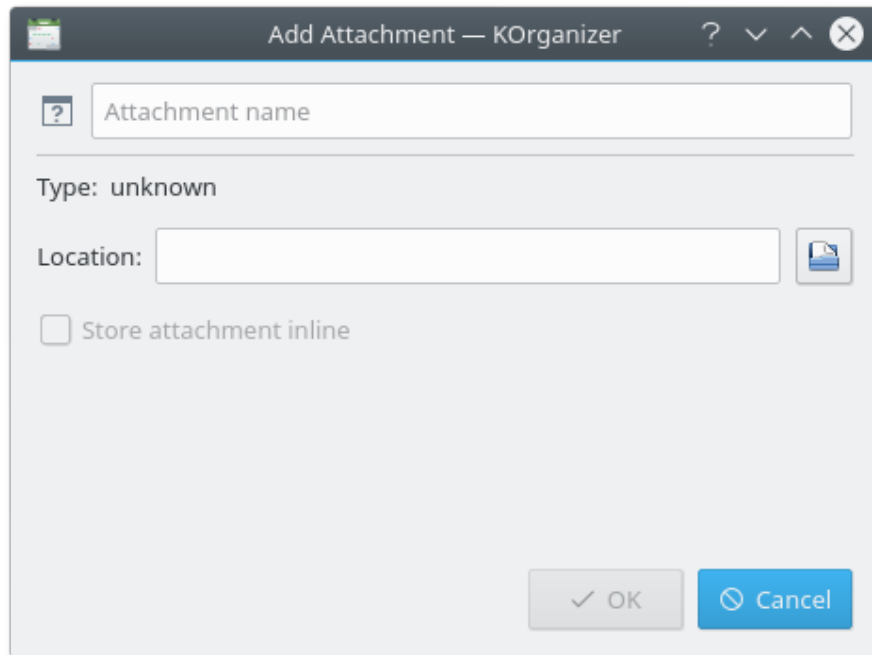 Add Attachment — KOrganizer
Attachment name
Type: unknown
Location:
Store attachment inline
OK
Cancel